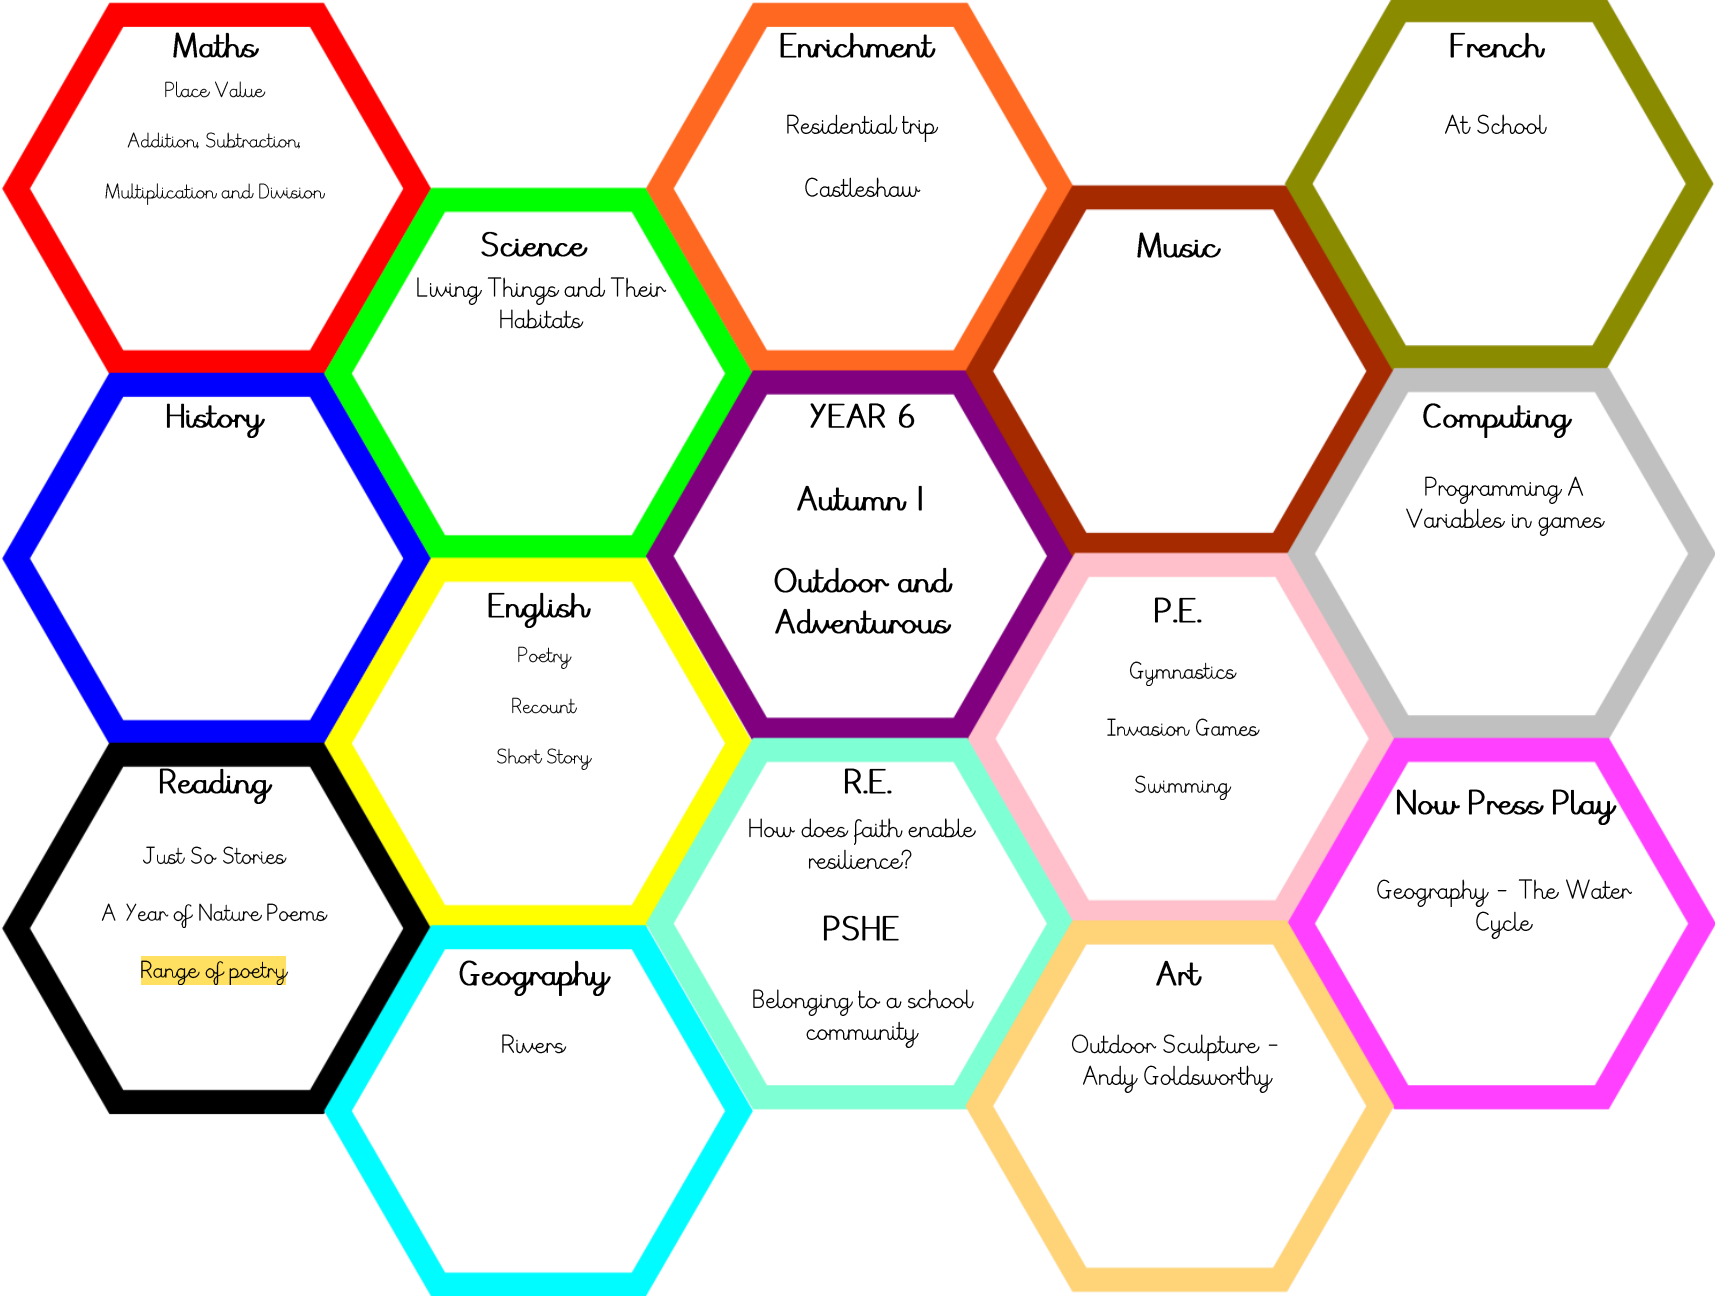 Maths
Place Value
Addition, Subtraction,
Multiplication and Division
Enrichment
Residential trip
Castleshaw
French
At School
Science
Living Things and Their
Habitats
Music
History
YEAR 6
Autumn 1
Outdoor and
Adventurous
Computing
Programming A
Variables in games
English
Poetry
Recount
Short Story
P.E.
Gymnastics
Invasion Games
Swimming
Reading
Just So Stories
A Year of Nature Poems
Range of poetry
R.E.
How does faith enable
resilience?
PSHE
Belonging to a school
community
Now Press Play
Geography - The Water
Cycle
Geography
Rivers
Art
Outdoor Sculpture -
Andy Goldsworthy